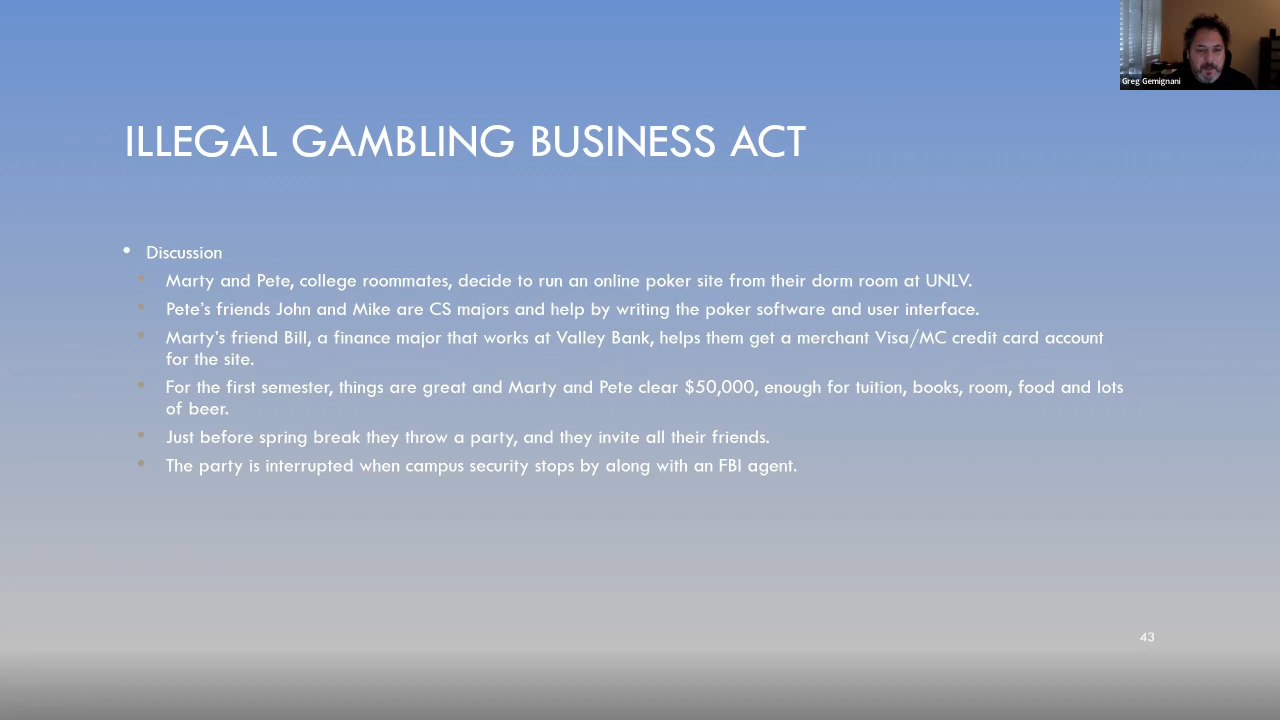 Greg Gemignani
ILLEGAL GAMBLING BUSINESS ACT
• Discussion
• Marty and Pete, college roommates, decide to run an online poker site from their dorm room at UNLV.
• Pete’s friends John and Mike are CS majors and help by writing the poker software and user interface.
• Marty’s friend Bill, a finance major that works at Valley Bank, helps them get a merchant Visa/MC credit card account
for the site.
• For the first semester, things are great and Marty and Pete clear $50,000, enough for tuition, books, room, food and lots
of beer.
• Just before spring break they throw a party, and they invite all their friends.
• The party is interrupted when campus security stops by along with an FBI agent.
43